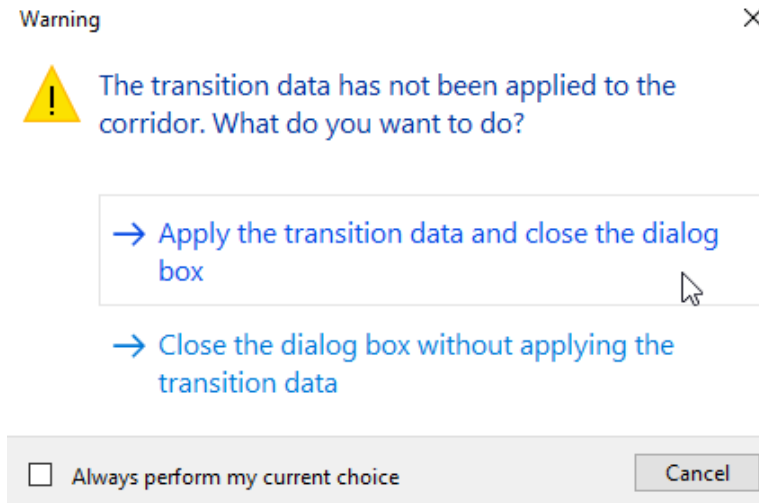 Warning
The transition data has not been applied to the
corridor. What do you want to do?
→ Apply the transition data and close the dialog
box
→ Close the dialog box without applying the
transition data
Always perform my current choice
Cancel